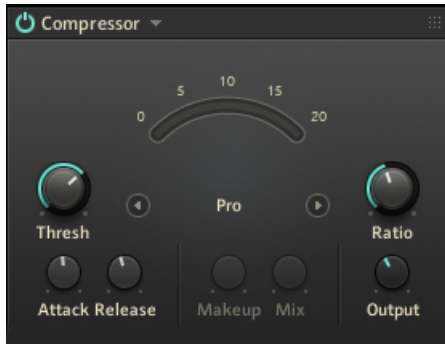 Compressor
10
5 15
0 20
Pro
Thresh Ratio
Attack Release Makeup Mix Output